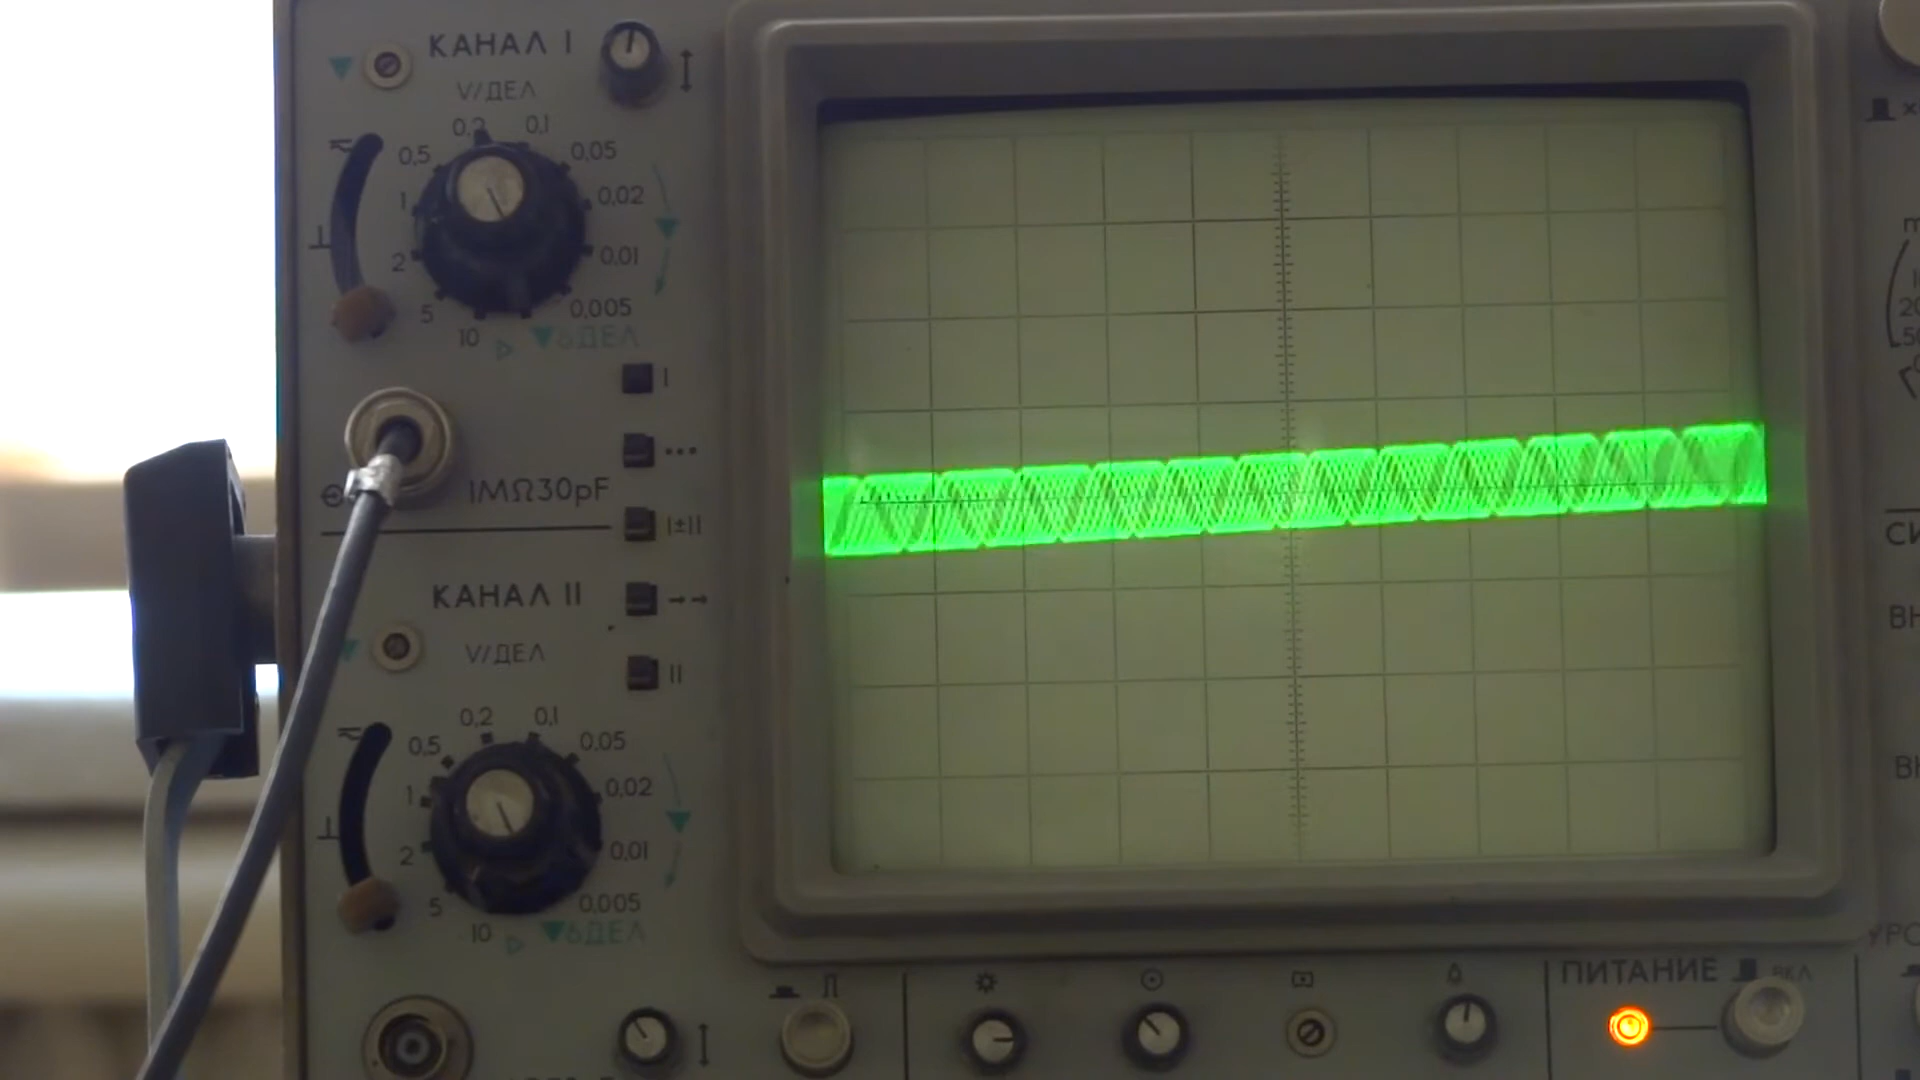 КАНАЛ I
V/ДЕЛ
0,2 0,1
0,5 0,05
1 0,02
2 0,01
5 0,005
10 6ДЕЛ
I
1MΩ30pF
I±II
КАНАЛ II
V/ДЕЛ
II
0,2 0,1
0,5 0,05
1 0,02
2 0,01
5 0,005
10 6ДЕЛ
ПИТАНИЕ ВКЛ